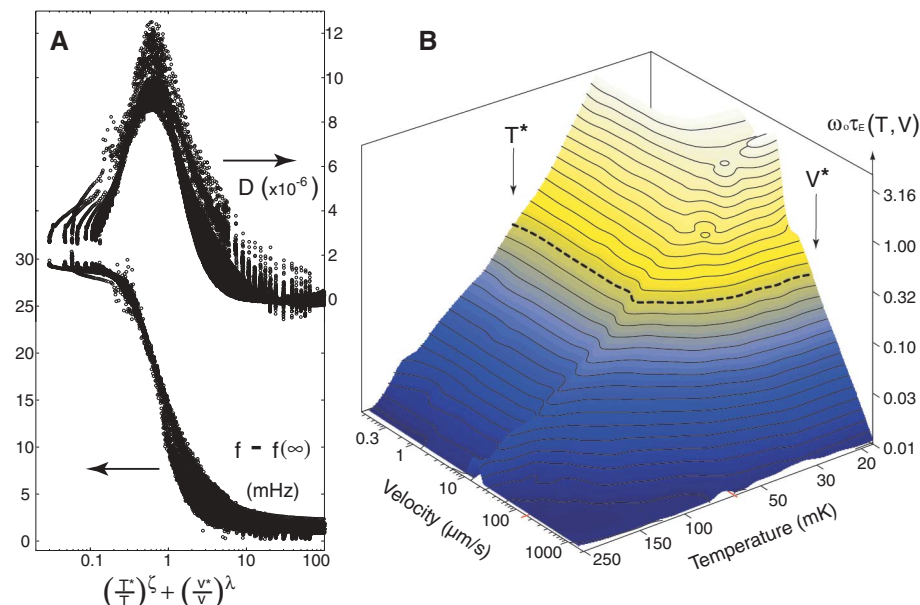 A
12
10
8
6
D (x10⁻⁶)
4
2
0
30
25
20
15
10
5
0
f - f(∞)
(mHz)
0.1 1 10 100
(T*/T)^ζ + (V*/V)^λ
B
ω₀τE(T, V)
T*
V*
3.16
1.00
0.32
0.10
0.03
0.01
0.3
1
10
100
1000
Velocity (μm/s)
250
150
100
50
30
20
Temperature (mK)